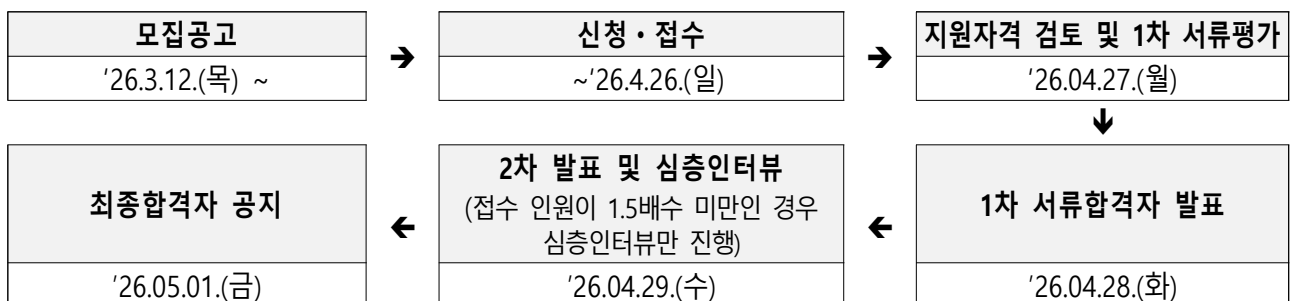 모집공고
'26.3.12.(목) ~
➔
신청・접수
~'26.4.26.(일)
➔
지원자격 검토 및 1차 서류평가
'26.04.27.(월)
🡻
1차 서류합격자 발표
'26.04.28.(화)
🡸
2차 발표 및 심층인터뷰
(접수 인원이 1.5배수 미만인 경우
심층인터뷰만 진행)
'26.04.29.(수)
🡸
최종합격자 공지
'26.05.01.(금)